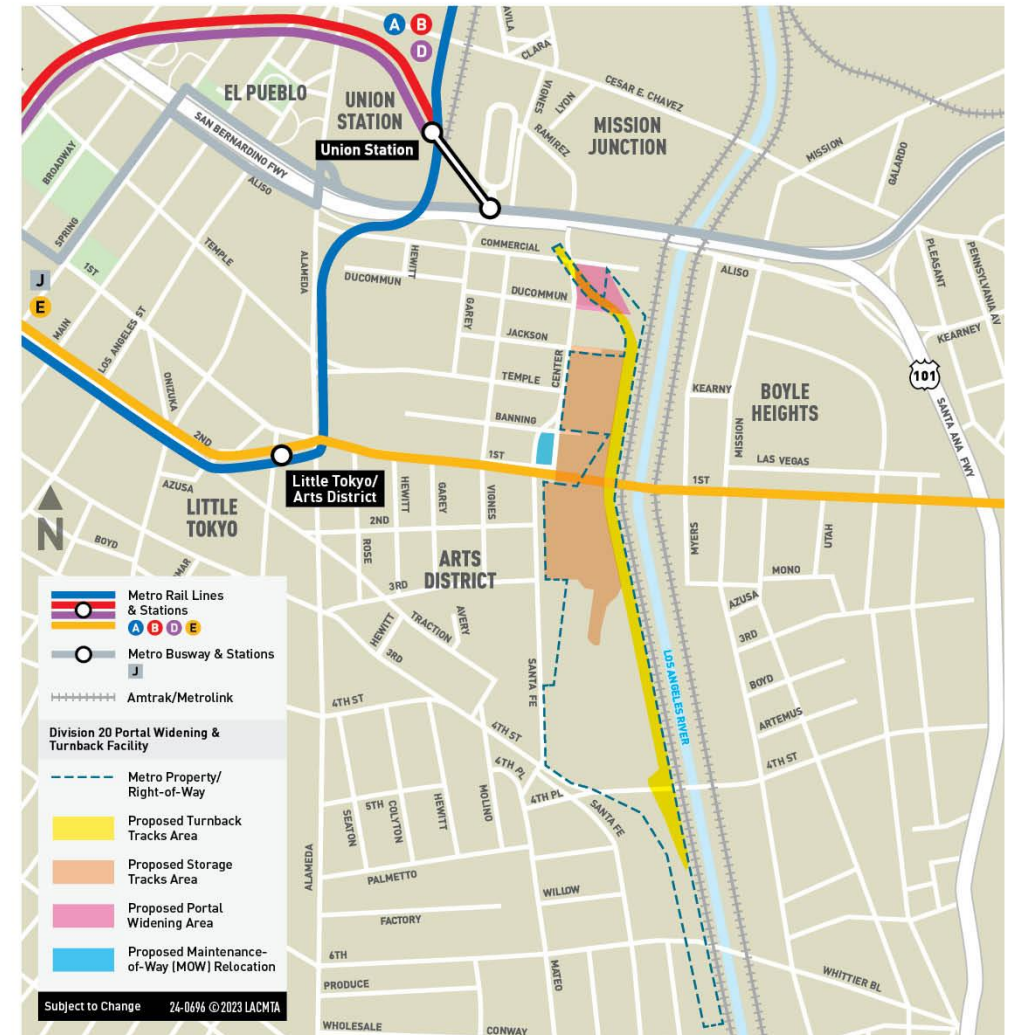 A B
D
AVILA
CLARA
VIGNES
LYON
CESAR E. CHAVEZ
EL PUEBLO
UNION
STATION
Union Station
RAMIREZ
MISSION
JUNCTION
MISSION
GALARDO
SAN BERNARDINO FWY
BROADWAY
ALISO
SPRING
TEMPLE
1ST
ALAMEDA
HEWITT
COMMERCIAL
DUCOMMUN
DUCOMMUN
GAREY
JACKSON
ALISO
PLEASANT
PENNSYLVANIA AV
KEARNEY
J
E
MAIN
LOS ANGELES ST
ONIZUKA
2ND
TEMPLE
CENTER
BANNING
KEARNY
BOYLE
HEIGHTS
MISSION
101
SANTA ANA FWY
LAS VEGAS
1ST
1ST
Little Tokyo/
Arts District
AZUSA
LITTLE
TOKYO
HEWITT
GAREY
VIGNES
2ND
ROSE
N
BOYD
OMAR
ARTS
DISTRICT
3RD
MYERS
UTAH
MONO
AZUSA
3RD
AVERY
TRACTION
HEWITT
3RD
SANTA FE
LOS ANGELES RIVER
BOYD
ARTEMUS
4TH ST
4TH ST
4TH ST
4TH PL
4TH PL
SANTA FE
MOLINO
HEWITT
COLYTON
5TH
SEATON
ALAMEDA
PALMETTO
WILLOW
FACTORY
6TH
MATEO
WHITTIER BL
PRODUCE
WHOLESALE
CONWAY
Metro Rail Lines
& Stations
A B D E
Metro Busway & Stations
J
Amtrak/Metrolink
Division 20 Portal Widening &
Turnback Facility
Metro Property/
Right-of-Way
Proposed Turnback
Tracks Area
Proposed Storage
Tracks Area
Proposed Portal
Widening Area
Proposed Maintenance-
of-Way (MOW) Relocation
Subject to Change 24-0696 ©2023 LACMTA